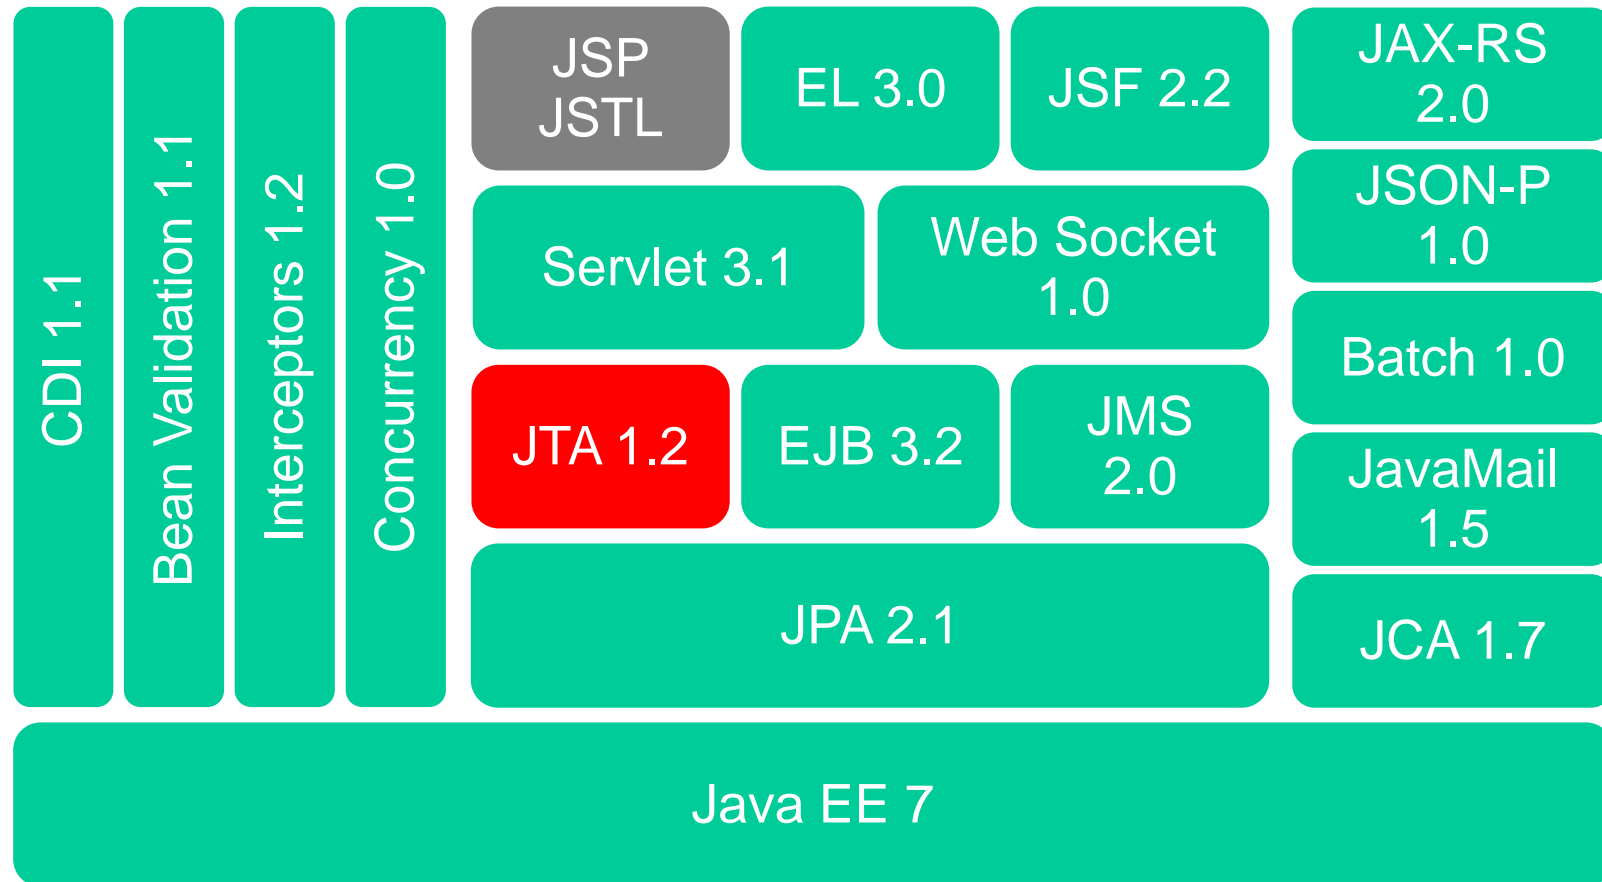 CDI 1.1
Bean Validation 1.1
Interceptors 1.2
Concurrency 1.0
JSP
JSTL
EL 3.0
JSF 2.2
Servlet 3.1
Web Socket
1.0
JTA 1.2
EJB 3.2
JMS
2.0
JPA 2.1
JAX-RS
2.0
JSON-P
1.0
Batch 1.0
JavaMail
1.5
JCA 1.7
Java EE 7